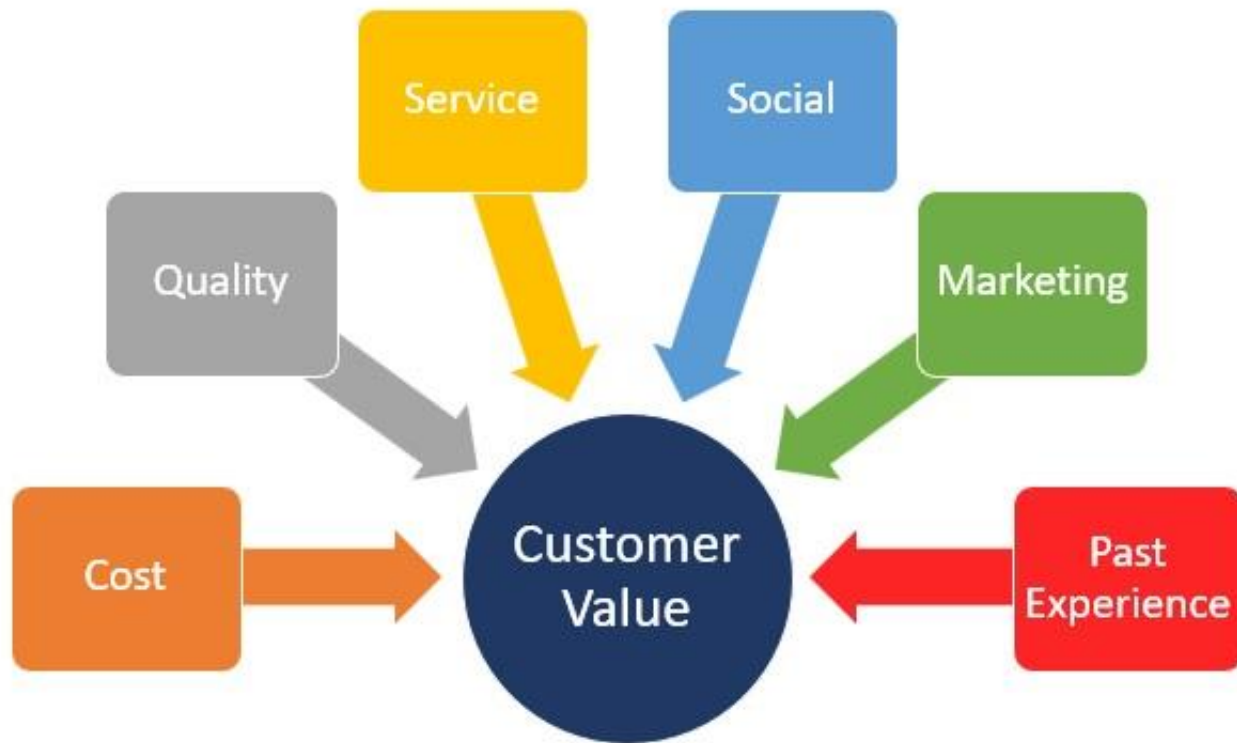 Service
Social
Quality
Marketing
Cost
Customer
Value
Past
Experience